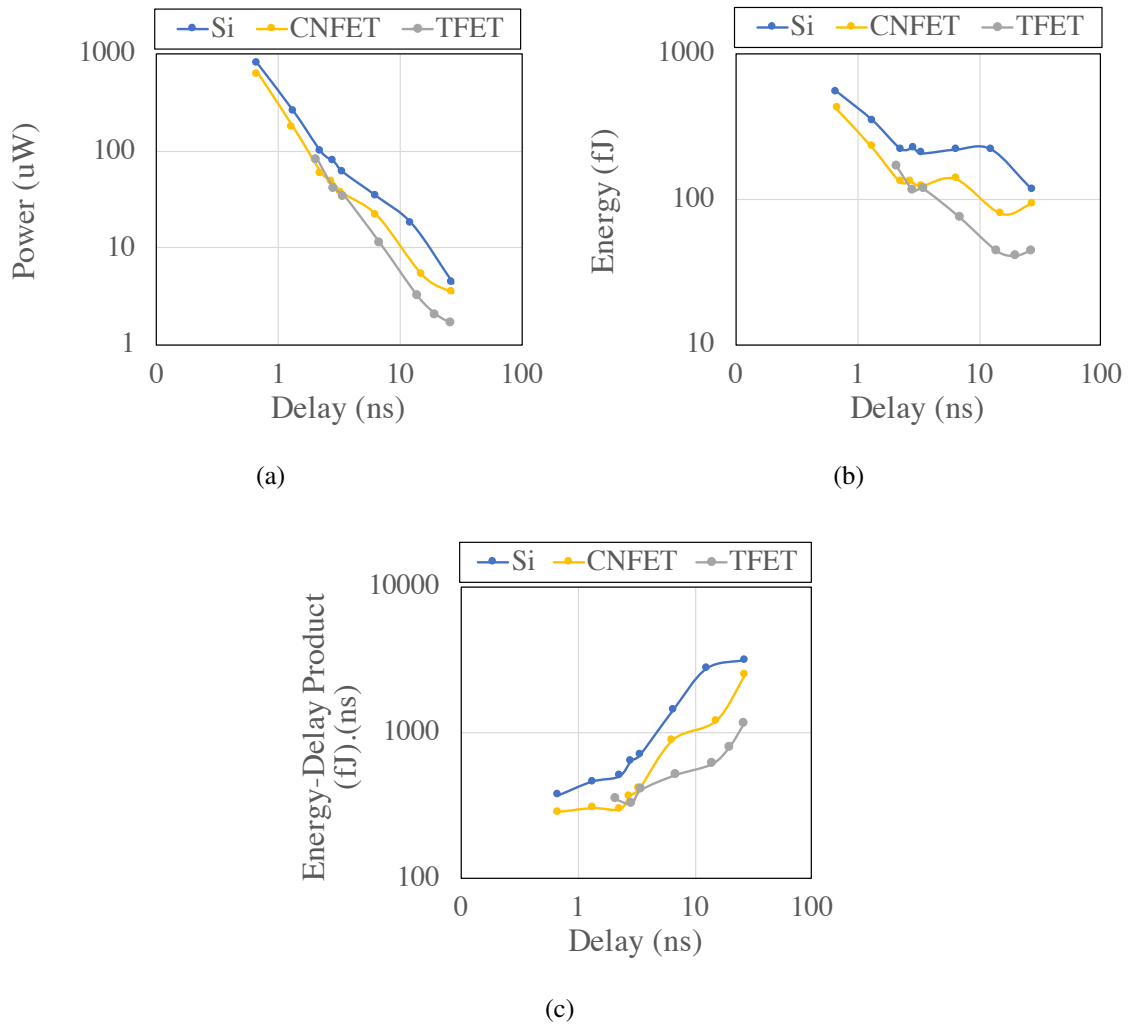 Si CNFET TFET
1000
100
10
1
0 1 10 100
Power (uW)
Delay (ns)
(a)
Si CNFET TFET
1000
100
10
0 1 10 100
Energy (fJ)
Delay (ns)
(b)
Si CNFET TFET
10000
1000
100
0 1 10 100
Energy-Delay Product
(fJ).(ns)
Delay (ns)
(c)